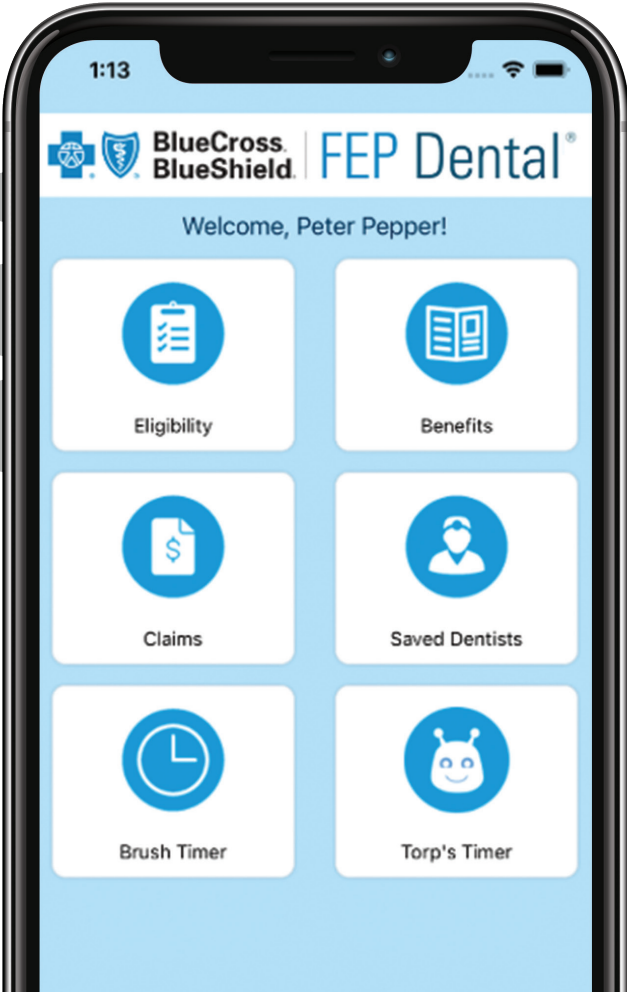 1:13
BlueCross®
BlueShield® | FEP Dental®
Welcome, Peter Pepper!
Eligibility
Benefits
$
Claims
Saved Dentists
Brush Timer
Torp's Timer